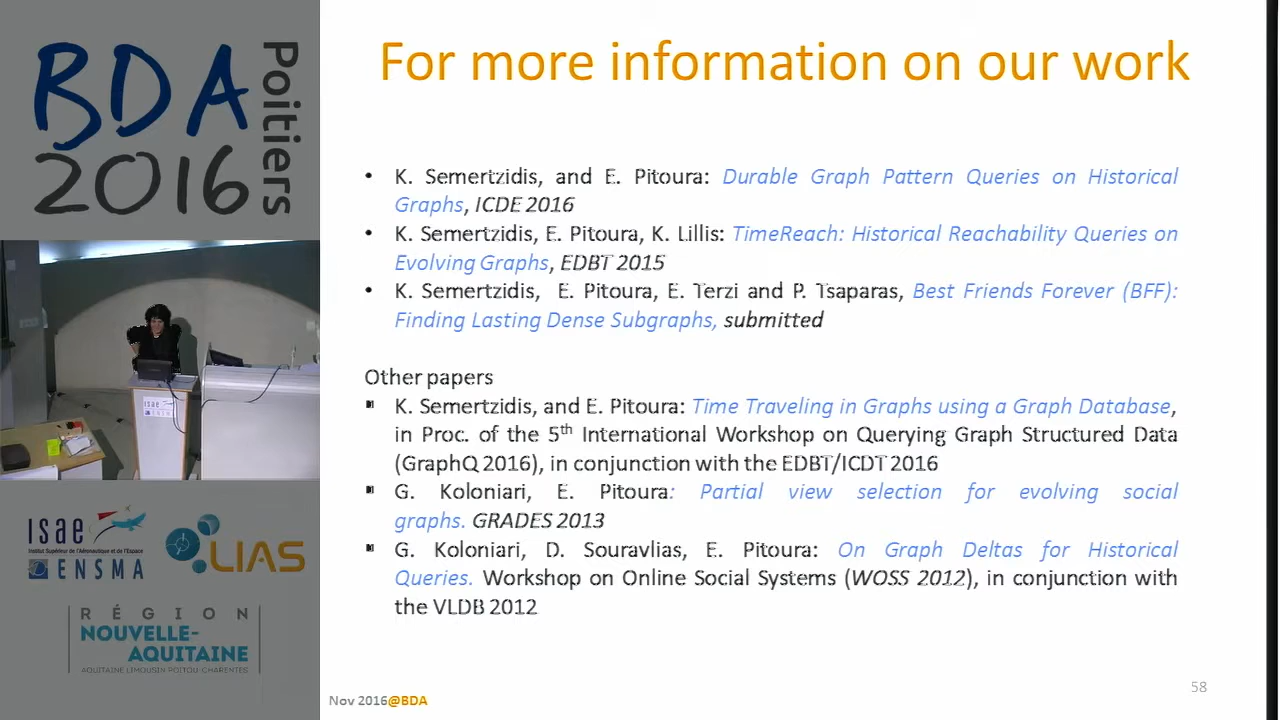 BDA
2016
Poitiers
For more information on our work
• K. Semertzidis, and E. Pitoura: Durable Graph Pattern Queries on Historical
Graphs, ICDE 2016
• K. Semertzidis, E. Pitoura, K. Lillis: TimeReach: Historical Reachability Queries on
Evolving Graphs, EDBT 2015
• K. Semertzidis, E. Pitoura, E. Terzi and P. Tsaparas, Best Friends Forever (BFF):
Finding Lasting Dense Subgraphs, submitted
Other papers
▪ K. Semertzidis, and E. Pitoura: Time Traveling in Graphs using a Graph Database,
in Proc. of the 5th International Workshop on Querying Graph Structured Data
(GraphQ 2016), in conjunction with the EDBT/ICDT 2016
▪ G. Koloniari, E. Pitoura: Partial view selection for evolving social
graphs. GRADES 2013
▪ G. Koloniari, D. Souravlias, E. Pitoura: On Graph Deltas for Historical
Queries. Workshop on Online Social Systems (WOSS 2012), in conjunction with
the VLDB 2012
Nov 2016@BDA
58
isae
isae
Institut Supérieur de l'Aéronautique et de l'Espace
ENSMA
LIAS
RÉGION
NOUVELLE-
AQUITAINE
AQUITAINE LIMOUSIN POITOU-CHARENTES